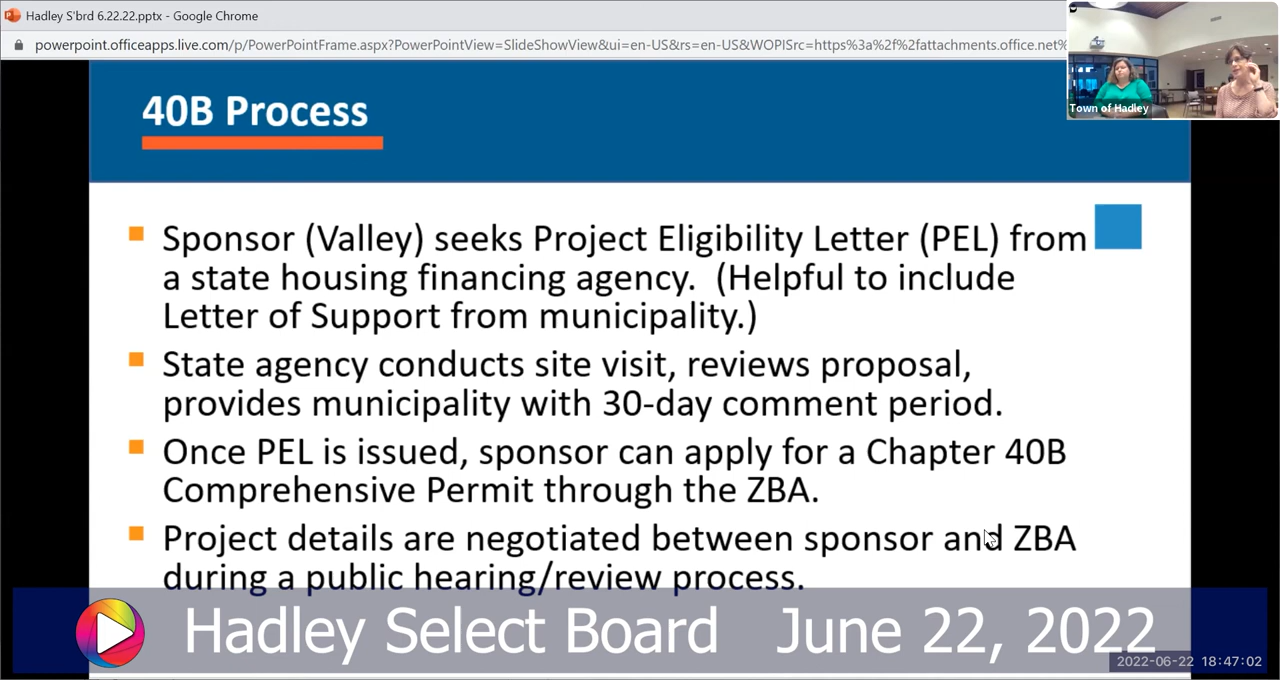 Hadley S'brd 6.22.22.pptx - Google Chrome
powerpoint.officeapps.live.com/p/PowerPointFrame.aspx?PowerPointView=SlideShowView&ui=en-US&rs=en-US&WOPISrc=https%3a%2f%2fattachments.office.net%
Town of Hadley
40B Process
Sponsor (Valley) seeks Project Eligibility Letter (PEL) from
a state housing financing agency. (Helpful to include
Letter of Support from municipality.)
State agency conducts site visit, reviews proposal,
provides municipality with 30-day comment period.
Once PEL is issued, sponsor can apply for a Chapter 40B
Comprehensive Permit through the ZBA.
Project details are negotiated between sponsor and ZBA
during a public hearing/review process.
Hadley Select Board June 22, 2022
2022-06-22 18:47:02